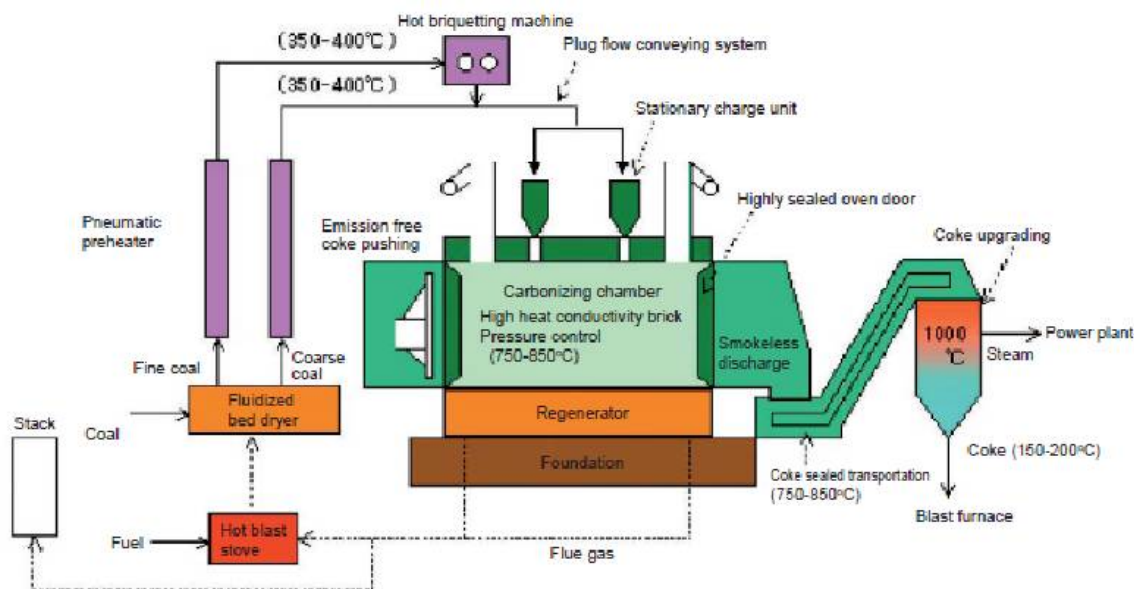 Hot briquetting machine
(350-400℃)
Plug flow conveying system
(350-400℃)
Stationary charge unit
Highly sealed oven door
Pneumatic
preheater
Emission free
coke pushing
Coke upgrading
Carbonizing chamber
High heat conductivity brick
Pressure control
(750-850℃)
1000
℃
Power plant
Steam
Smokeless
discharge
Fine coal
Coarse
coal
Fluidized
bed dryer
Regenerator
Stack
Coal
Foundation
Coke sealed transportation
(750-850ºC)
Coke (150-200ºC)
Blast furnace
Fuel
Hot blast
stove
Flue gas